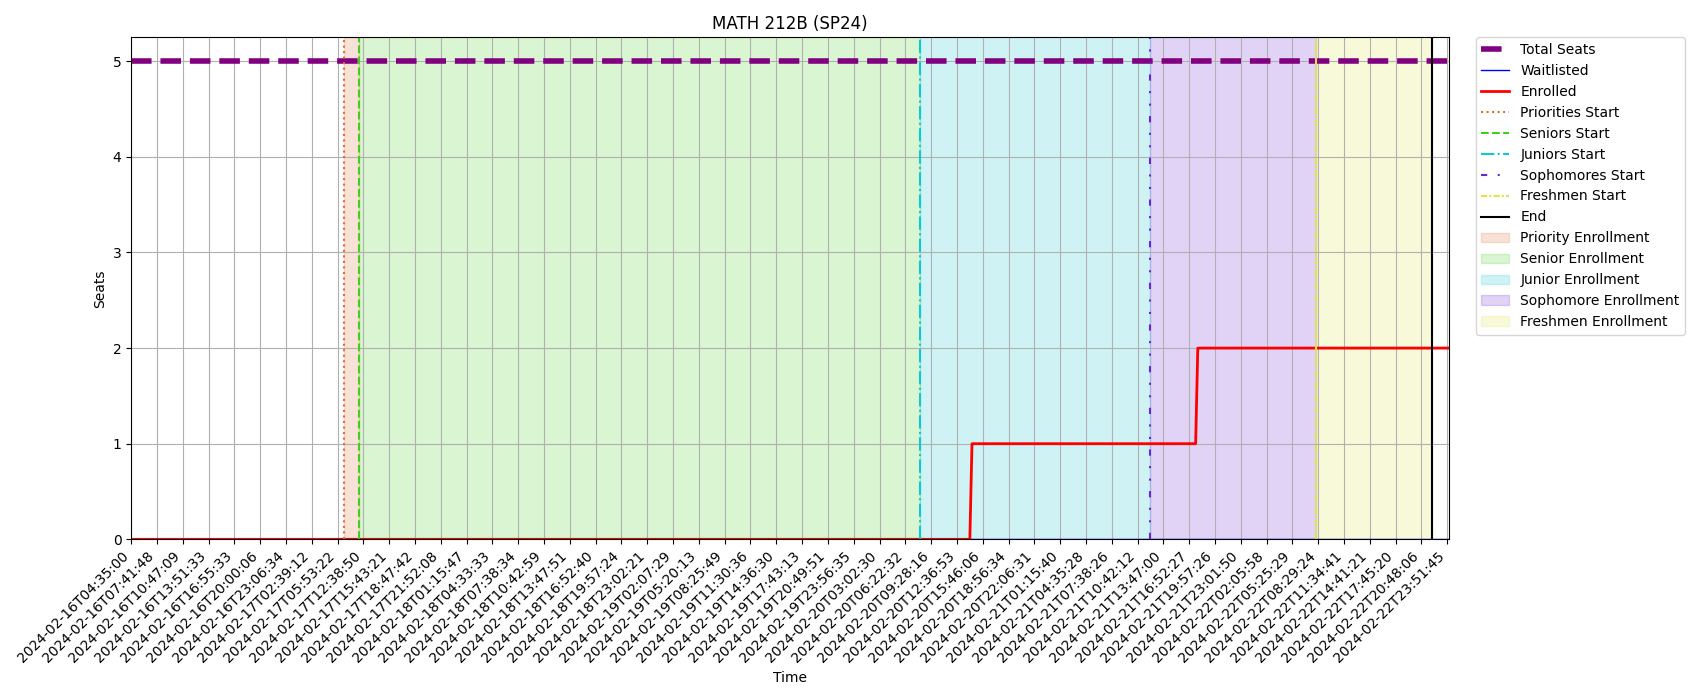 MATH 212B (SP24)
5
4
3
2
1
0
Seats
2024-02-16T04:35:00
2024-02-16T07:41:48
2024-02-16T10:47:09
2024-02-16T13:51:33
2024-02-16T16:55:33
2024-02-16T20:00:06
2024-02-16T23:06:34
2024-02-17T02:39:12
2024-02-17T05:53:22
2024-02-17T12:38:50
2024-02-17T15:43:21
2024-02-17T18:47:42
2024-02-17T21:52:08
2024-02-18T01:15:47
2024-02-18T04:33:33
2024-02-18T07:38:34
2024-02-18T10:42:59
2024-02-18T13:47:51
2024-02-18T16:52:40
2024-02-18T19:57:24
2024-02-18T23:02:21
2024-02-19T02:07:29
2024-02-19T05:20:13
2024-02-19T08:25:49
2024-02-19T11:30:36
2024-02-19T14:36:30
2024-02-19T17:43:13
2024-02-19T20:49:51
2024-02-19T23:56:35
2024-02-20T03:02:30
2024-02-20T06:22:32
2024-02-20T09:28:16
2024-02-20T12:36:53
2024-02-20T15:46:06
2024-02-20T18:56:34
2024-02-20T22:06:31
2024-02-21T01:15:40
2024-02-21T04:35:28
2024-02-21T07:38:26
2024-02-21T10:42:12
2024-02-21T13:47:00
2024-02-21T16:52:27
2024-02-21T19:57:26
2024-02-21T23:01:50
2024-02-22T02:05:58
2024-02-22T05:25:29
2024-02-22T08:29:24
2024-02-22T11:34:41
2024-02-22T14:41:21
2024-02-22T17:45:20
2024-02-22T20:48:06
2024-02-22T23:51:45
Time
Total Seats
Waitlisted
Enrolled
Priorities Start
Seniors Start
Juniors Start
Sophomores Start
Freshmen Start
End
Priority Enrollment
Senior Enrollment
Junior Enrollment
Sophomore Enrollment
Freshmen Enrollment